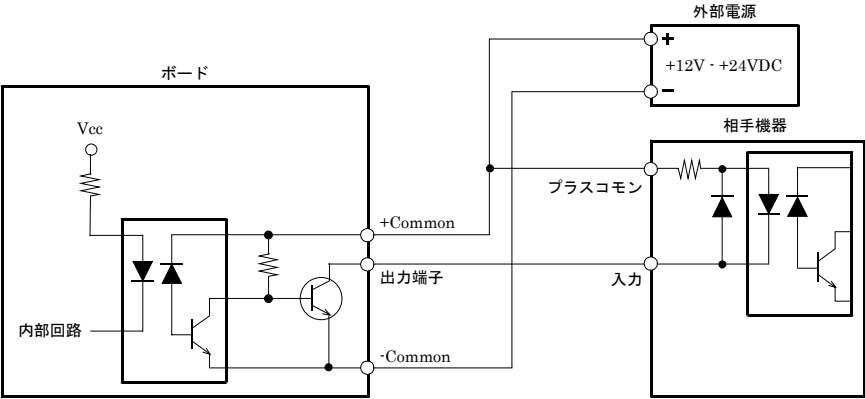 外部電源
+
+12V - +24VDC
−
ボード
相手機器
Vcc
プラスコモン
+Common
出力端子
入力
内部回路
-Common